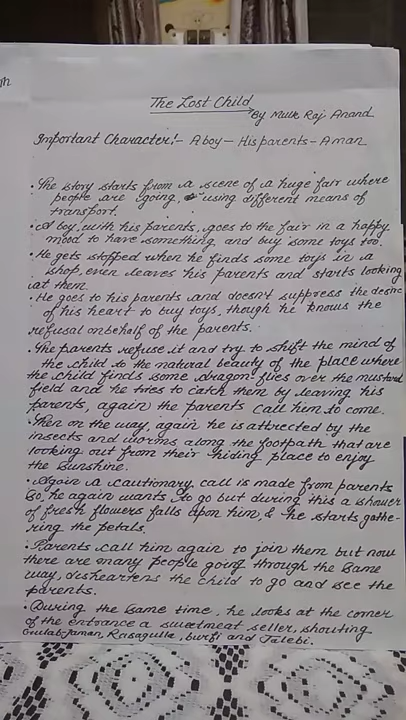 The Lost Child
By Mulk Raj Anand
Important Character:- A boy - His parents - A man
• The story starts from a scene of a huge fair where
people are going, using different means of
transport.
• A boy, with his parents, goes to the fair in a happy
mood to have something, and buy some toys too.
• He gets stopped when he finds some toys in a
shop, even leaves his parents and starts looking
at them.
• He goes to his parents and doesn't suppress the desire
of his heart to buy toys, though he knows the
refusal onbehalf of the parents.
• The parents refuse it and try to shift the mind of
the child to the natural beauty of the place where
the child finds some dragon flies over the mustard
field and he tries to catch them by leaving his
parents, again the parents call him to come.
• Then on the way, again he is attrected by the
insects and worms along the footpath that are
looking out from their hiding place to enjoy
the Sunshine.
• Again a cautionary call is made from parents
So, he again wants to go but during this a shower
of fresh flowers falls upon him, & he starts gathe-
ring the petals.
• Parents call him again to join them but now
there are many people going through the same
way, disheartens the child to go and see the
parents.
• During the same time, he looks at the corner
of the entrance a sweetmeat seller, shouting
Gulab-Jaman, Rasagulla, burfi and Jalebi.